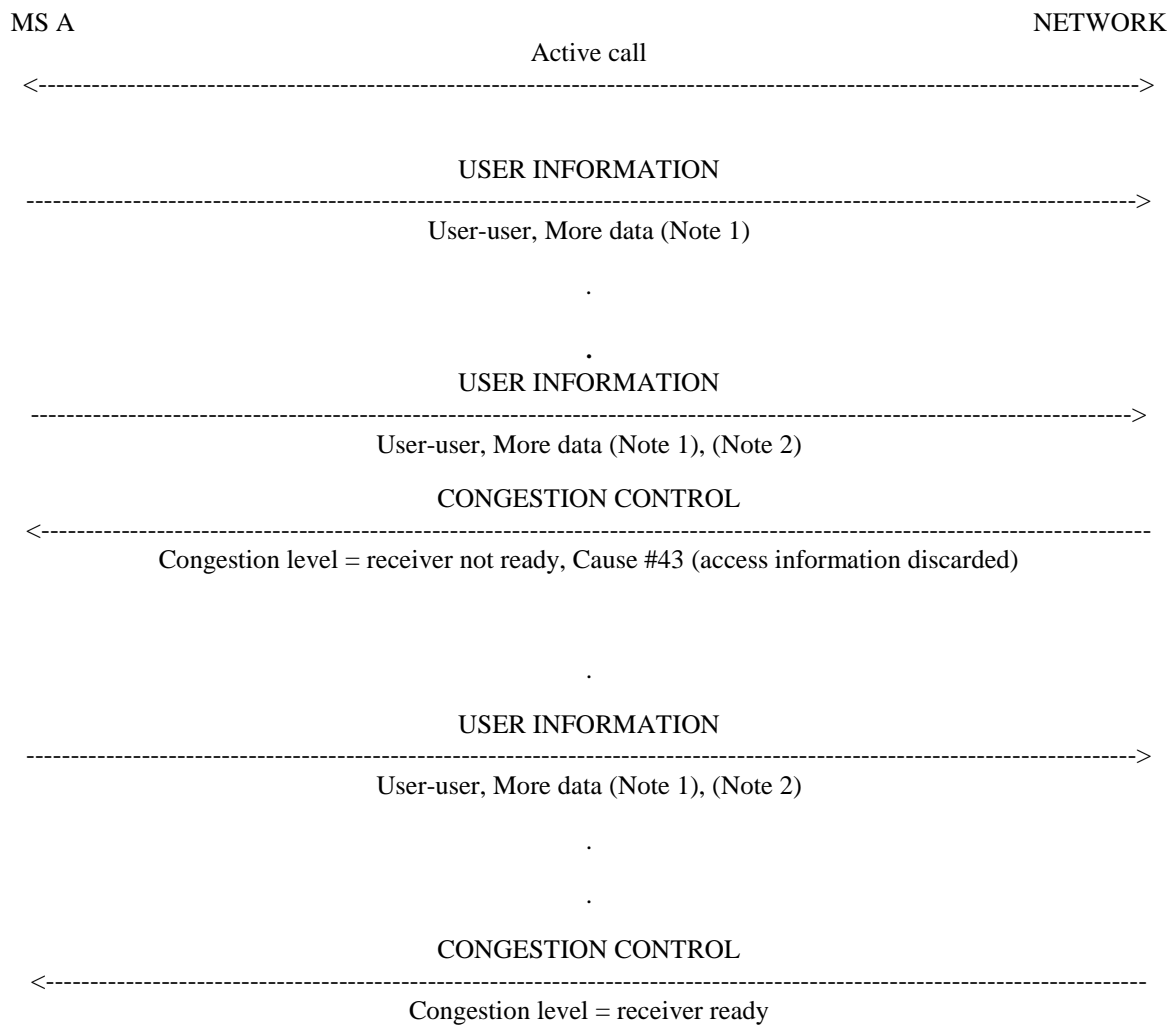 MS A NETWORK
Active call
<---------------------------------------------------------------------------------------------------------------------------->
USER INFORMATION
----------------------------------------------------------------------------------------------------------------------------->
User-user, More data (Note 1)
.
.
USER INFORMATION
----------------------------------------------------------------------------------------------------------------------------->
User-user, More data (Note 1), (Note 2)
CONGESTION CONTROL
<-----------------------------------------------------------------------------------------------------------------------------
Congestion level = receiver not ready, Cause #43 (access information discarded)
.
USER INFORMATION
----------------------------------------------------------------------------------------------------------------------------->
User-user, More data (Note 1), (Note 2)
.
.
CONGESTION CONTROL
<-----------------------------------------------------------------------------------------------------------------------------
Congestion level = receiver ready